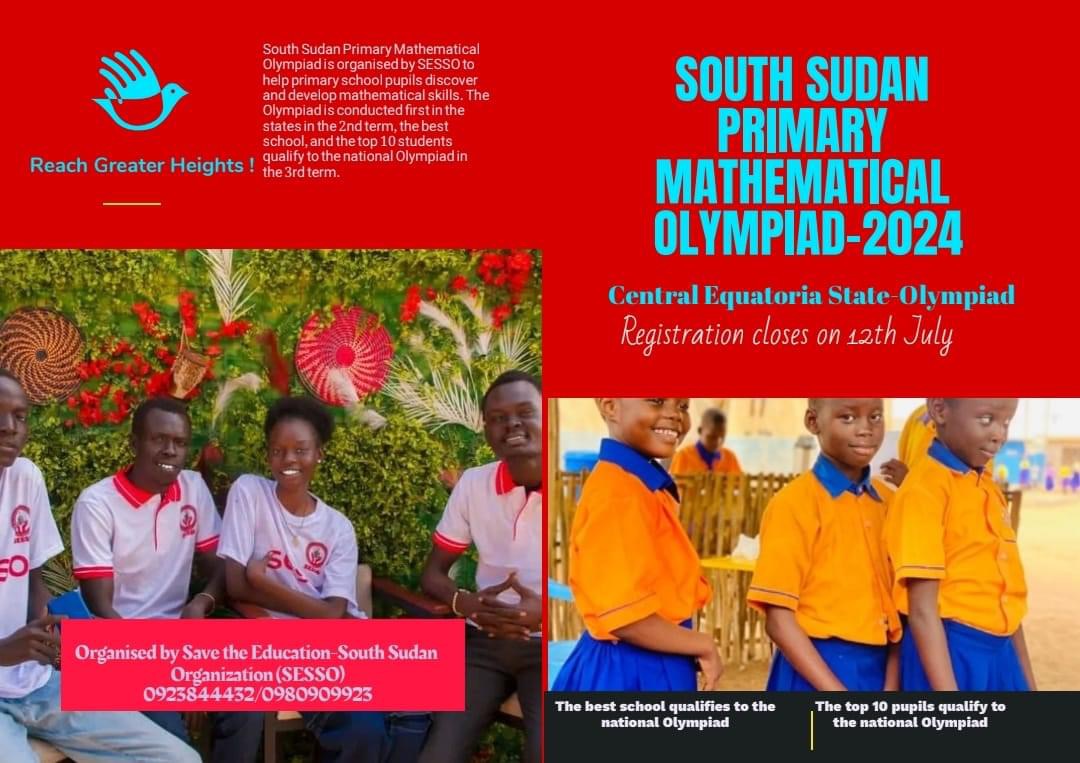 Reach Greater Heights !
South Sudan Primary Mathematical
Olympiad is organised by SESSO to
help primary school pupils discover
and develop mathematical skills. The
Olympiad is conducted first in the
states in the 2nd term, the best
school, and the top 10 students
qualify to the national Olympiad in
the 3rd term.
SOUTH SUDAN
PRIMARY
MATHEMATICAL
OLYMPIAD-2024
Central Equatoria State-Olympiad
Registration closes on 12th July
Organised by Save the Education-South Sudan
Organization (SESSO)
0923844432/0980909923
The best school qualifies to the
national Olympiad
The top 10 pupils qualify to
the national Olympiad